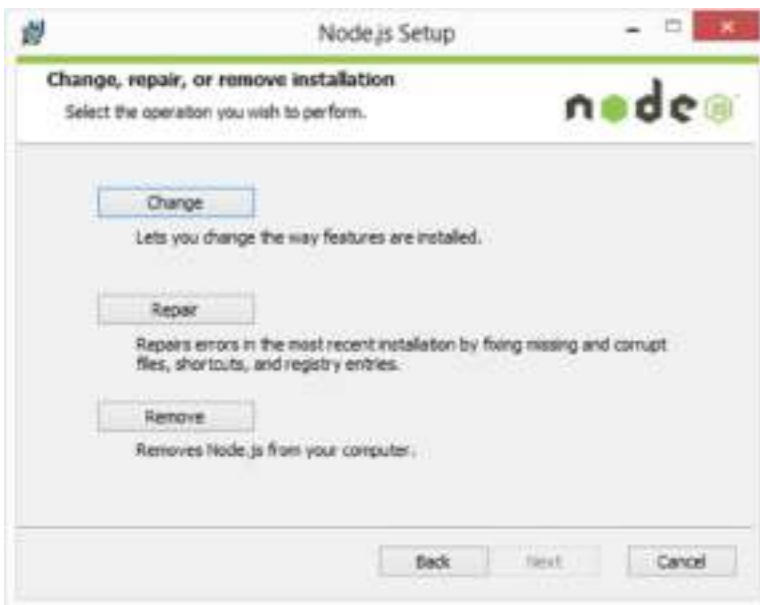 Node.js Setup
Change, repair, or remove installation
Select the operation you wish to perform.
node
JS
Change
Lets you change the way features are installed.
Repair
Repairs errors in the most recent installation by fixing missing and corrupt
files, shortcuts, and registry entries.
Remove
Removes Node.js from your computer.
Back Next Cancel